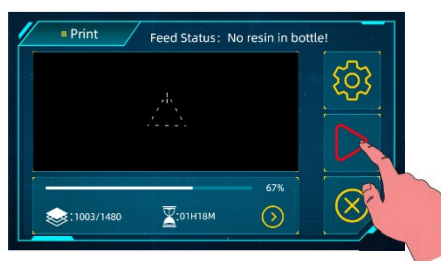 Print
Feed Status: No resin in bottle!
67%
:1003/1480
:01H18M